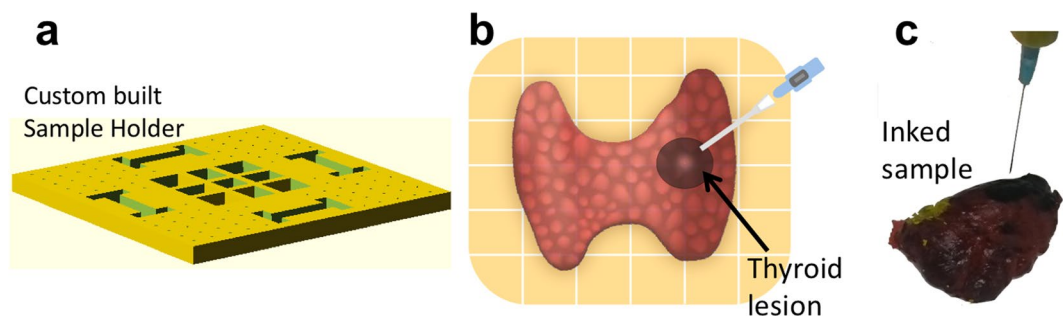 a
Custom built
Sample Holder
b
Thyroid
lesion
c
Inked
sample